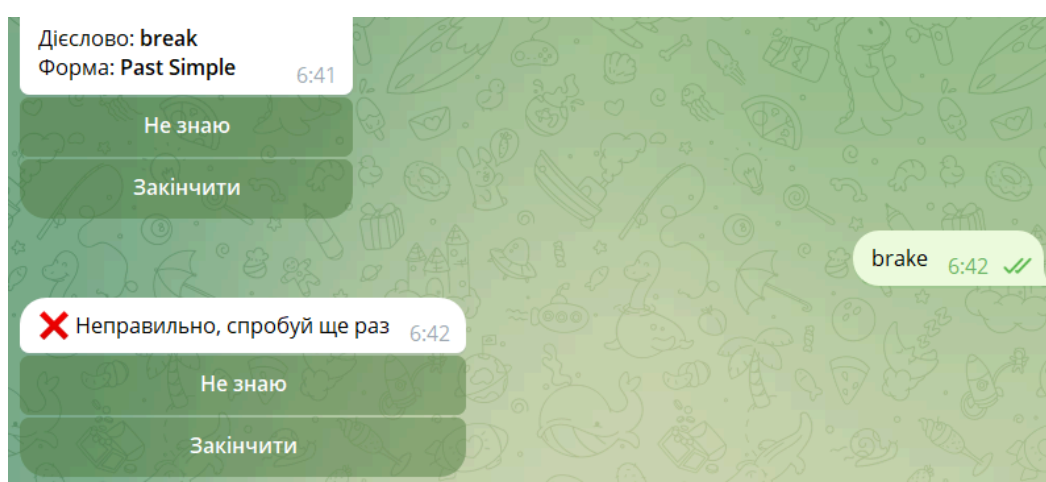 Дієслово: break
Форма: Past Simple
6:41
Не знаю
Закінчити
brake 6:42
❌ Неправильно, спробуй ще раз 6:42
Не знаю
Закінчити